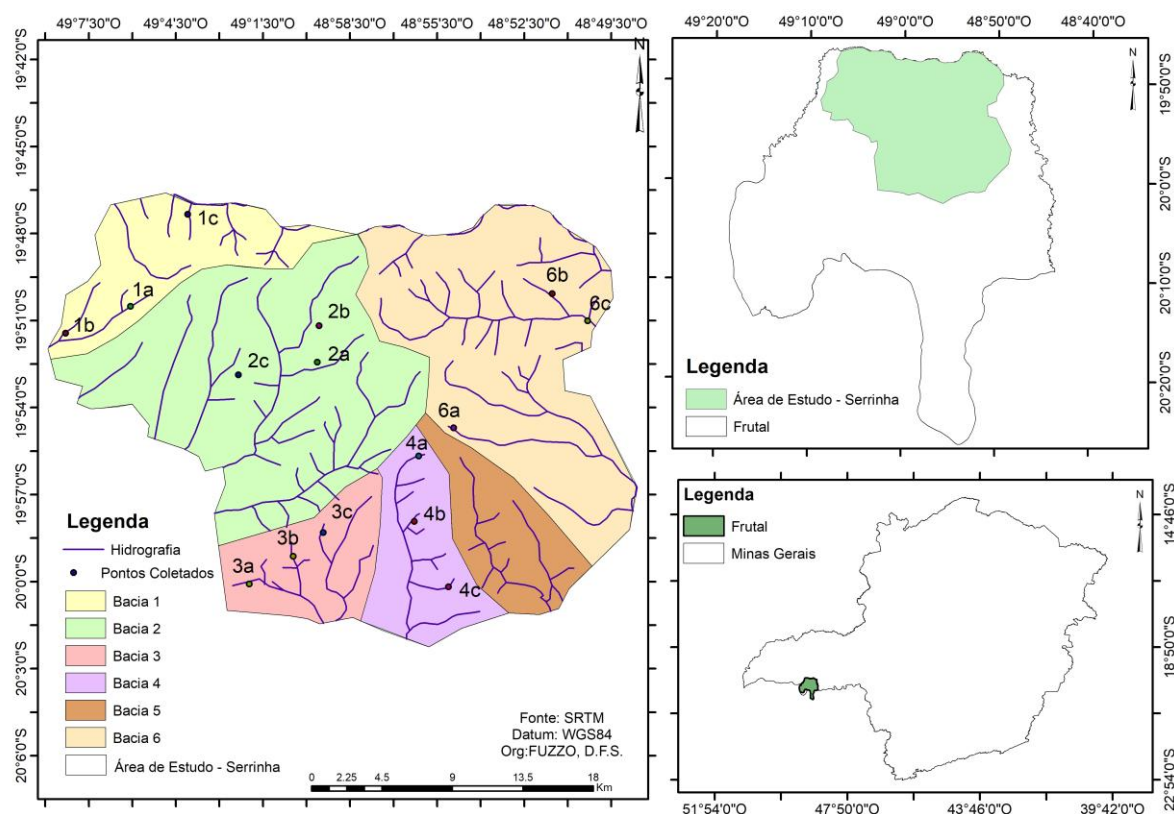 49°7'30"O 49°4'30"O 49°1'30"O 48°58'30"O 48°55'30"O 48°52'30"O 48°49'30"O
19°42'0"S
19°45'0"S
19°48'0"S
19°51'0"S
19°54'0"S
19°57'0"S
20°0'0"S
20°3'0"S
20°6'0"S
N
1c
1a
1b
2b
2a
2c
6b
6c
6a
4a
4b
4c
3c
3b
3a
Legenda
Hidrografia
Pontos Coletados
Bacia 1
Bacia 2
Bacia 3
Bacia 4
Bacia 5
Bacia 6
Área de Estudo - Serrinha
Fonte: SRTM
Datum: WGS84
Org:FUZZO, D.F.S.
0 2.25 4.5 9 13.5 18
Km
49°20'0"O 49°10'0"O 49°0'0"O 48°50'0"O 48°40'0"O
N
19°50'0"S
20°0'0"S
20°10'0"S
20°20'0"S
Legenda
Área de Estudo - Serrinha
Frutal
Legenda
Frutal
Minas Gerais
N
14°46'0"S
18°50'0"S
22°54'0"S
51°54'0"O 47°50'0"O 43°46'0"O 39°42'0"O